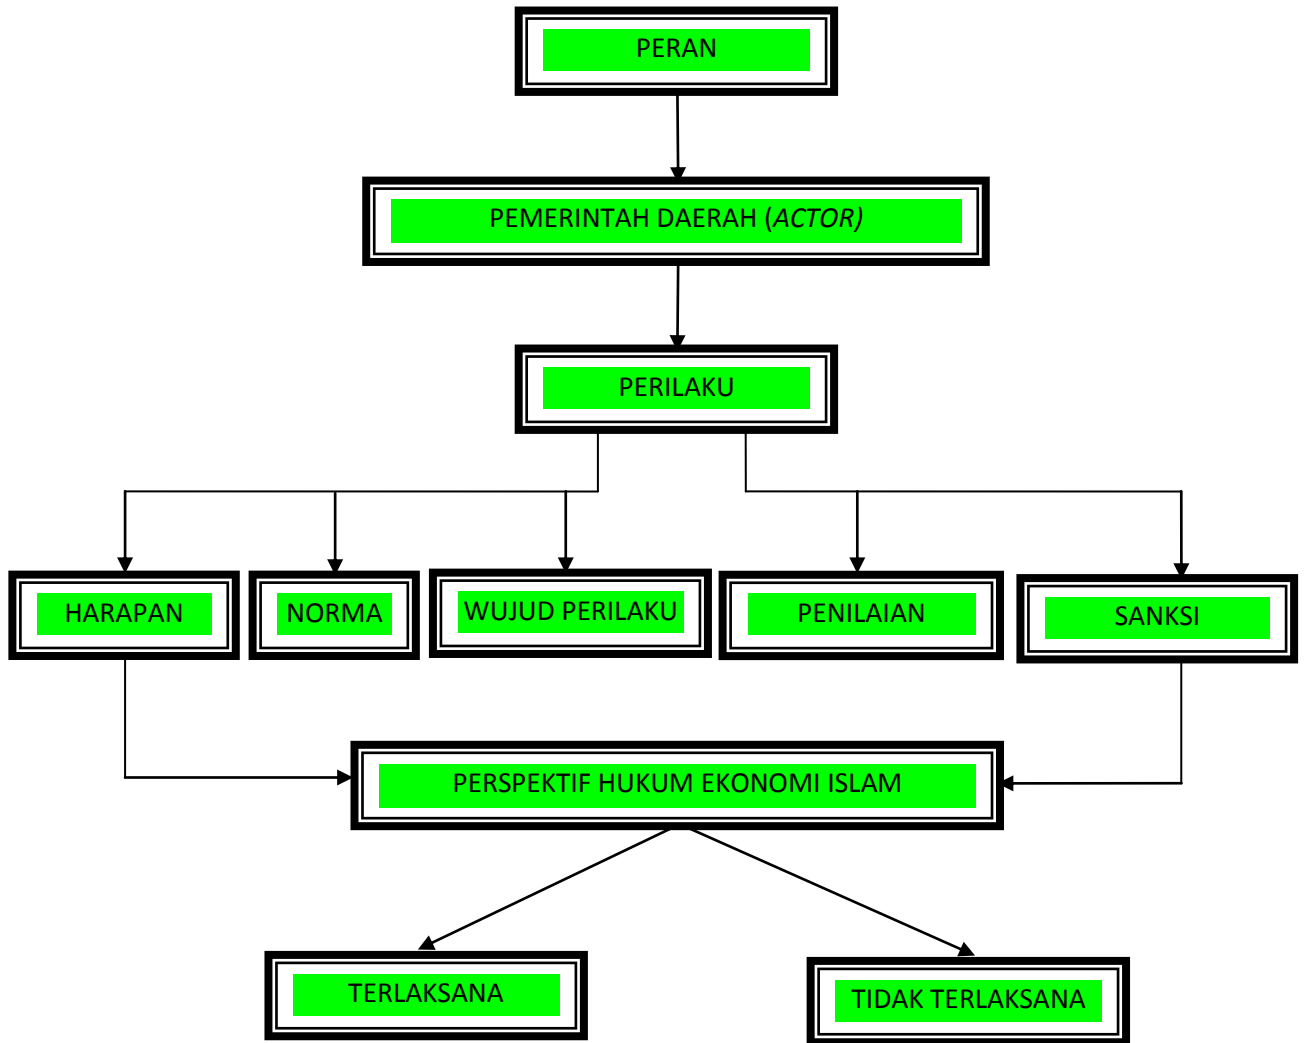 PERAN
PEMERINTAH DAERAH (ACTOR)
PERILAKU
HARAPAN
NORMA
WUJUD PERILAKU
PENILAIAN
SANKSI
PERSPEKTIF HUKUM EKONOMI ISLAM
TERLAKSANA
TIDAK TERLAKSANA